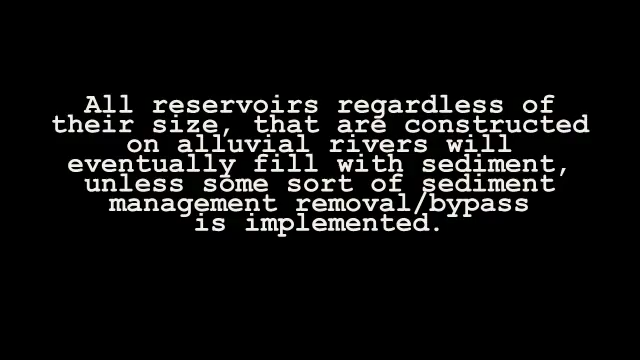 All reservoirs regardless of
their size, that are constructed
on alluvial rivers will
eventually fill with sediment,
unless some sort of sediment
management removal/bypass
is implemented.